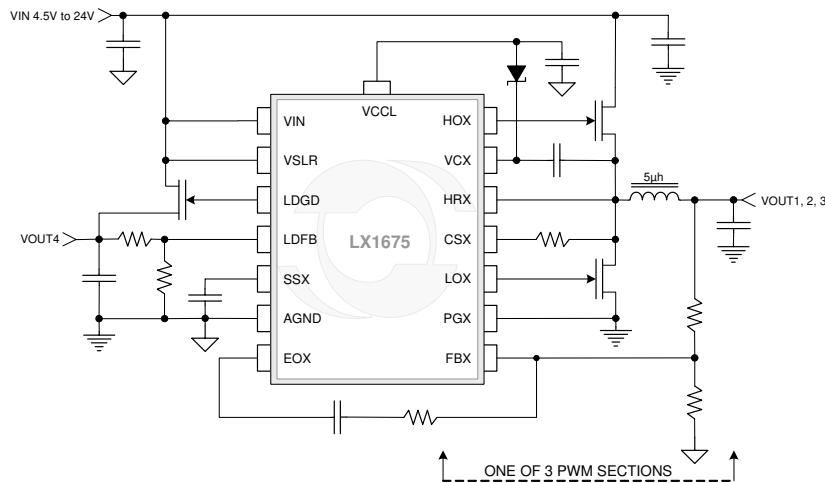 VIN 4.5V to 24V
VCCL
VIN
HOX
VSLR
VCX
LDGD
HRX
5µh
VOUT1, 2, 3
VOUT4
LDFB
LX1675
CSX
SSX
LOX
AGND
PGX
EOX
FBX
ONE OF 3 PWM SECTIONS